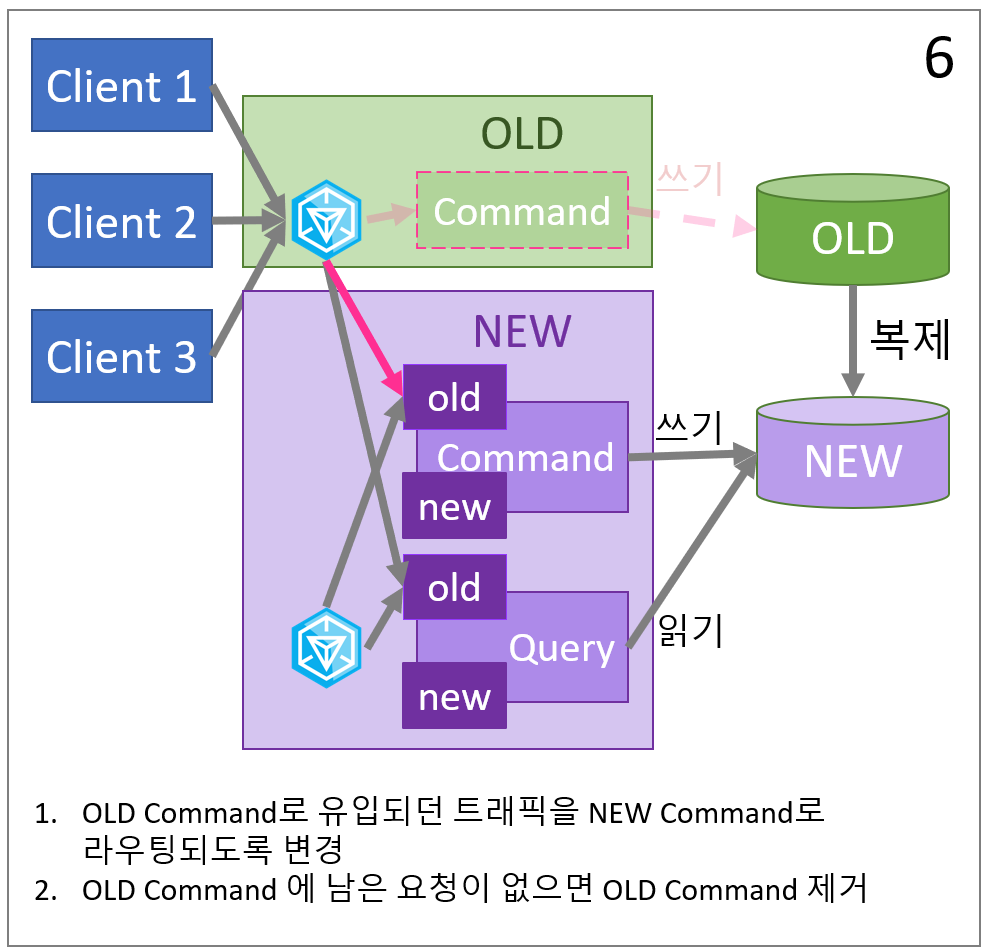 6
Client 1
Client 2
Client 3
OLD
Command
쓰기
OLD
복제
NEW
old
Command
new
쓰기
NEW
old
Query
new
읽기
1. OLD Command로 유입되던 트래픽을 NEW Command로
라우팅되도록 변경
2. OLD Command 에 남은 요청이 없으면 OLD Command 제거